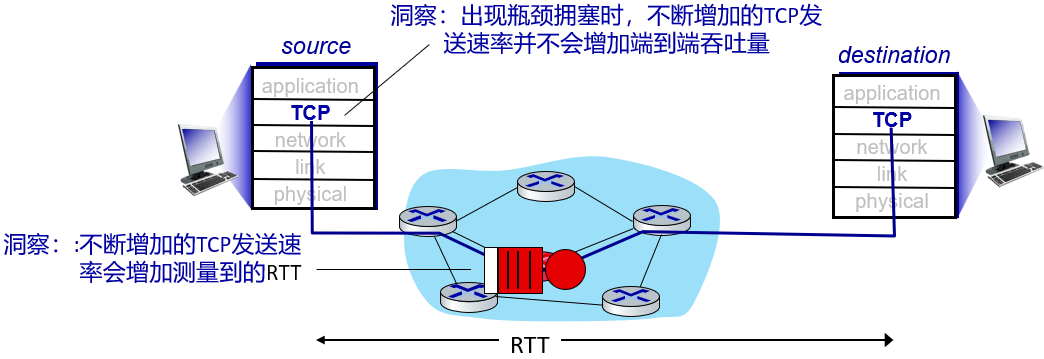 洞察：出现瓶颈拥塞时，不断增加的TCP发
送速率并不会增加端到端吞吐量
source
destination
application
TCP
network
link
physical
application
TCP
network
link
physical
洞察：:不断增加的TCP发送速
率会增加测量到的RTT
RTT